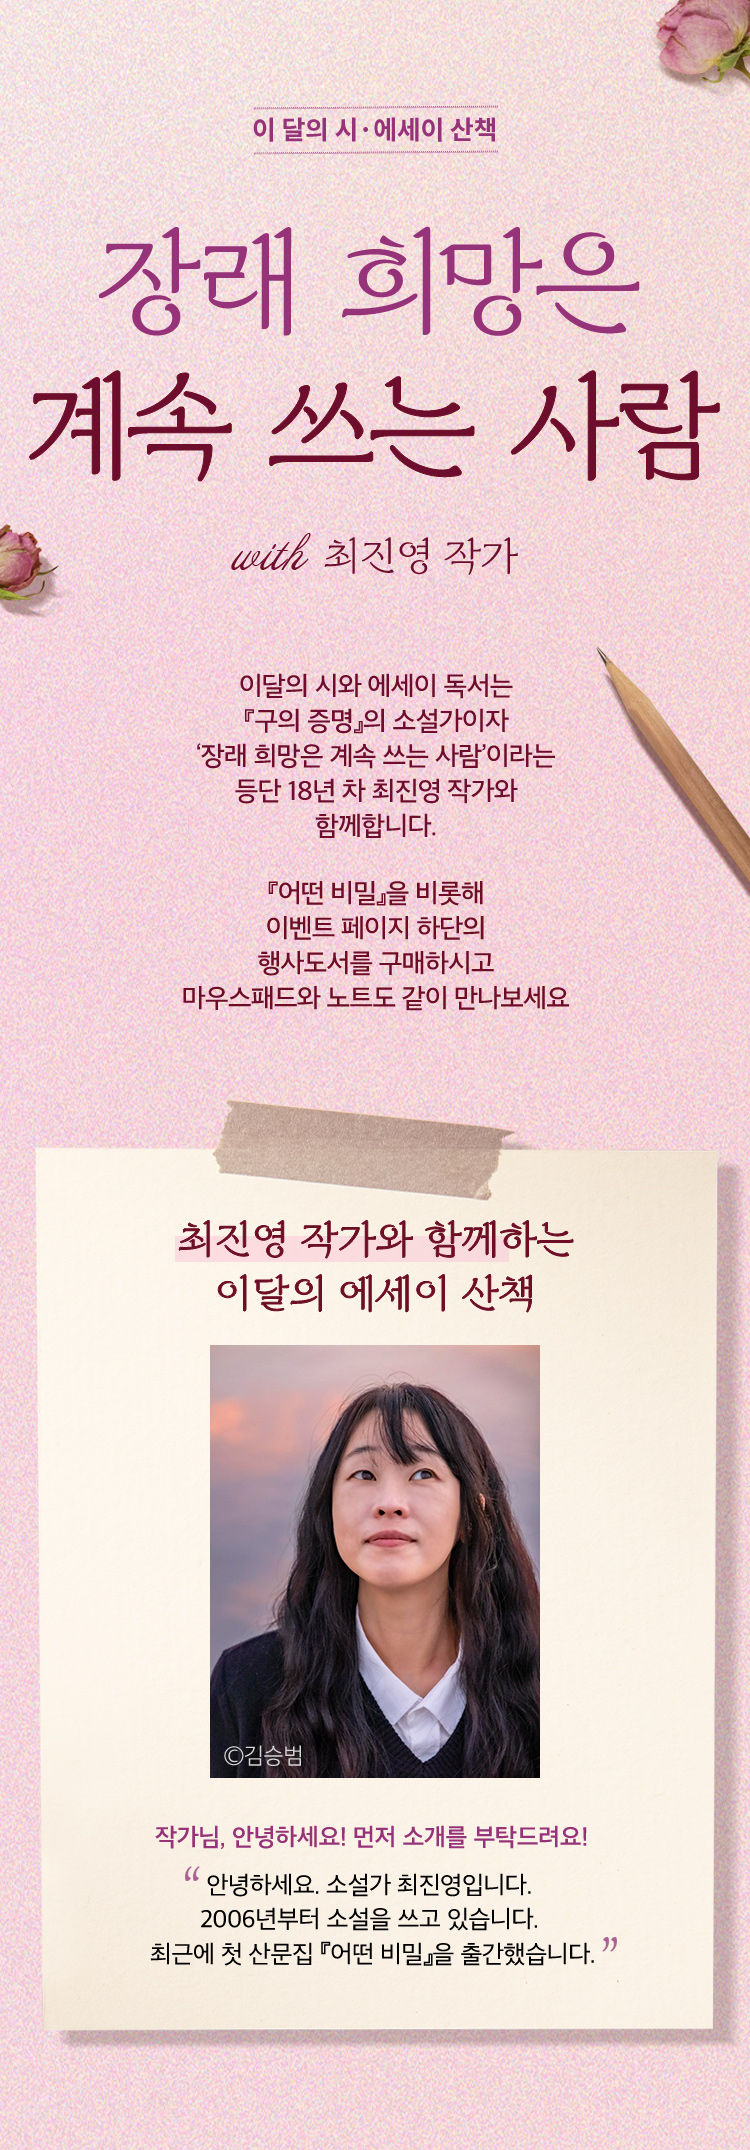 이 달의 시·에세이 산책
장래 희망은
계속 쓰는 사람
with 최진영 작가
이달의 시와 에세이 독서는
『구의 증명』의 소설가이자
‘장래 희망은 계속 쓰는 사람’이라는
등단 18년 차 최진영 작가와
함께합니다.
『어떤 비밀』을 비롯해
이벤트 페이지 하단의
행사도서를 구매하시고
마우스패드와 노트도 같이 만나보세요
최진영 작가와 함께하는
이달의 에세이 산책
©김승범
작가님, 안녕하세요! 먼저 소개를 부탁드려요!
“ 안녕하세요. 소설가 최진영입니다.
2006년부터 소설을 쓰고 있습니다.
최근에 첫 산문집 『어떤 비밀』을 출간했습니다. ”